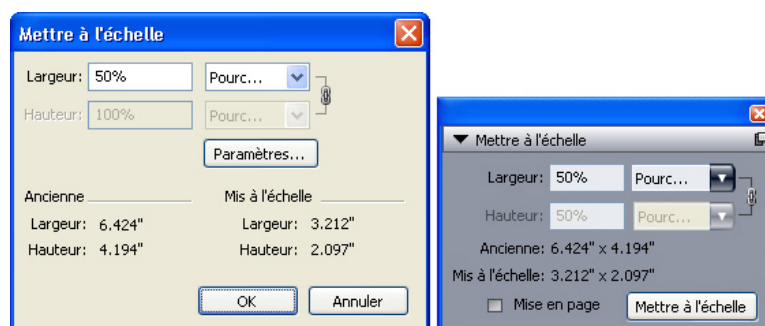 Mettre à l'échelle
Largeur: 50% Pourc...
Hauteur: 100% Pourc...
Paramètres...
Ancienne Mis à l'échelle
Largeur: 6.424" Largeur: 3.212"
Hauteur: 4.194" Hauteur: 2.097"
OK Annuler
Mettre à l'échelle
Largeur: 50% Pourc...
Hauteur: 50% Pourc...
Ancienne: 6.424" x 4.194"
Mis à l'échelle: 3.212" x 2.097"
Mise en page Mettre à l'échelle